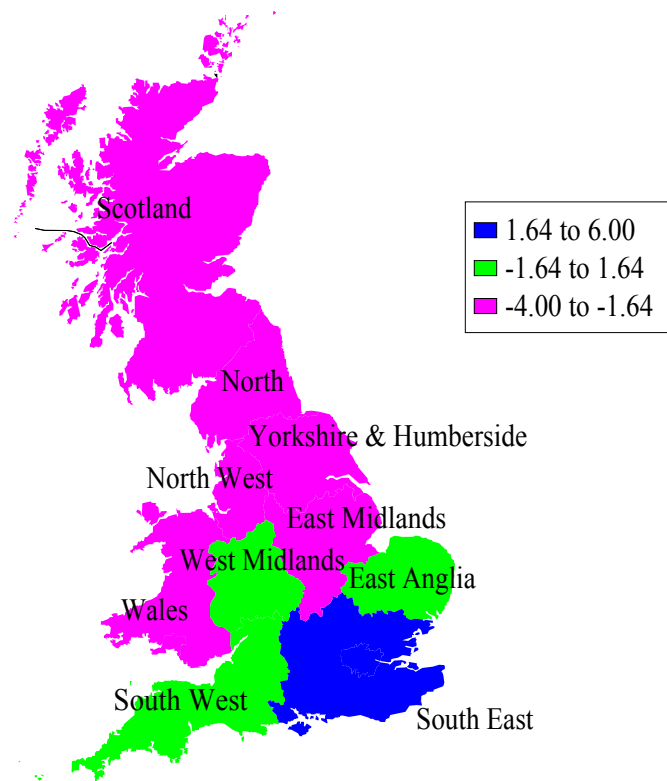 Scotland
1.64 to 6.00
-1.64 to 1.64
-4.00 to -1.64
North
Yorkshire & Humberside
North West
East Midlands
West Midlands
East Anglia
Wales
South West
South East